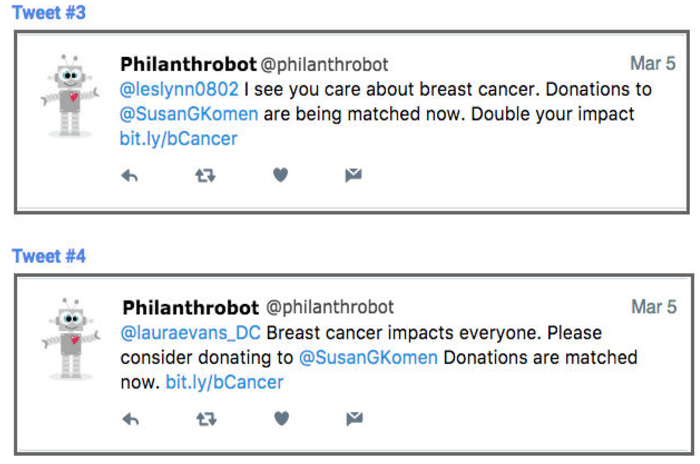 Tweet #3
Philanthrobot @philanthrobot Mar 5
@leslynn0802 I see you care about breast cancer. Donations to
@SusanGKomen are being matched now. Double your impact
bit.ly/bCancer
Tweet #4
Philanthrobot @philanthrobot Mar 5
@lauraevans_DC Breast cancer impacts everyone. Please
consider donating to @SusanGKomen Donations are matched
now. bit.ly/bCancer